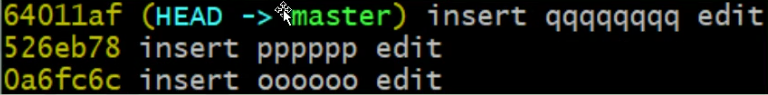 64011af (HEAD -> master) insert qqqqqqqq edit
526eb78 insert pppppp edit
0a6fc6c insert oooooo edit